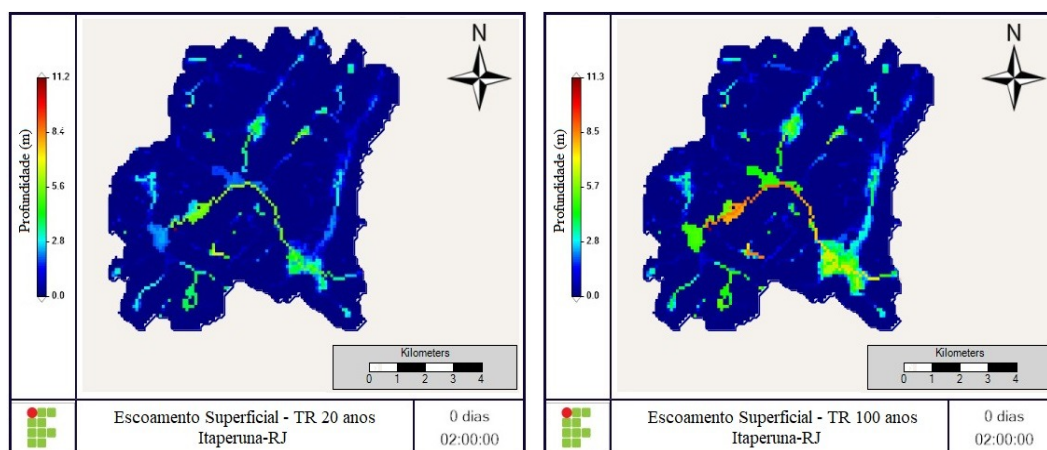 N
11.2
8.4
5.6
2.8
0.0
Profundidade (m)
Kilometers
0 1 2 3 4
Escoamento Superficial - TR 20 anos
Itaperuna-RJ
0 dias
02:00:00
N
11.3
8.5
5.7
2.8
0.0
Profundidade (m)
Kilometers
0 1 2 3 4
Escoamento Superficial - TR 100 anos
Itaperuna-RJ
0 dias
02:00:00